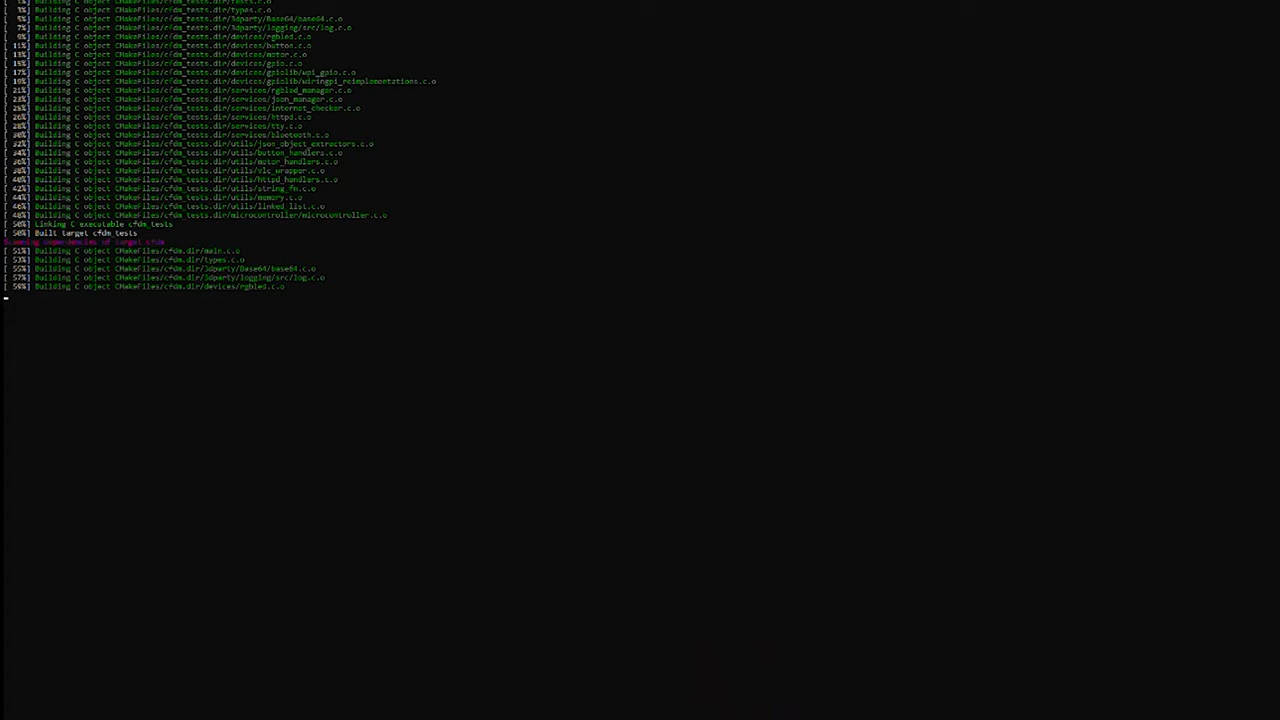 [  1%] Building C object CMakeFiles/cfdm_tests.dir/tests.c.o
[  3%] Building C object CMakeFiles/cfdm_tests.dir/types.c.o
[  5%] Building C object CMakeFiles/cfdm_tests.dir/3dparty/Base64/base64.c.o
[  7%] Building C object CMakeFiles/cfdm_tests.dir/3dparty/logging/src/log.c.o
[  9%] Building C object CMakeFiles/cfdm_tests.dir/devices/rgbled.c.o
[ 11%] Building C object CMakeFiles/cfdm_tests.dir/devices/button.c.o
[ 13%] Building C object CMakeFiles/cfdm_tests.dir/devices/motor.c.o
[ 15%] Building C object CMakeFiles/cfdm_tests.dir/devices/gpio.c.o
[ 17%] Building C object CMakeFiles/cfdm_tests.dir/devices/gpiolib/wpi_gpio.c.o
[ 19%] Building C object CMakeFiles/cfdm_tests.dir/devices/gpiolib/wiringpi_reimplementations.c.o
[ 21%] Building C object CMakeFiles/cfdm_tests.dir/services/rgbled_manager.c.o
[ 23%] Building C object CMakeFiles/cfdm_tests.dir/services/json_manager.c.o
[ 25%] Building C object CMakeFiles/cfdm_tests.dir/services/internet_checker.c.o
[ 26%] Building C object CMakeFiles/cfdm_tests.dir/services/httpd.c.o
[ 28%] Building C object CMakeFiles/cfdm_tests.dir/services/tty.c.o
[ 30%] Building C object CMakeFiles/cfdm_tests.dir/services/bluetooth.c.o
[ 32%] Building C object CMakeFiles/cfdm_tests.dir/utils/json_object_extractors.c.o
[ 34%] Building C object CMakeFiles/cfdm_tests.dir/utils/button_handlers.c.o
[ 36%] Building C object CMakeFiles/cfdm_tests.dir/utils/motor_handlers.c.o
[ 38%] Building C object CMakeFiles/cfdm_tests.dir/utils/vlc_wrapper.c.o
[ 40%] Building C object CMakeFiles/cfdm_tests.dir/utils/httpd_handlers.c.o
[ 42%] Building C object CMakeFiles/cfdm_tests.dir/utils/string_fn.c.o
[ 44%] Building C object CMakeFiles/cfdm_tests.dir/utils/memory.c.o
[ 46%] Building C object CMakeFiles/cfdm_tests.dir/utils/linked_list.c.o
[ 48%] Building C object CMakeFiles/cfdm_tests.dir/microcontroller/microcontroller.c.o
[ 50%] Linking C executable cfdm_tests
[ 50%] Built target cfdm_tests
Scanning dependencies of target cfdm
[ 51%] Building C object CMakeFiles/cfdm.dir/main.c.o
[ 53%] Building C object CMakeFiles/cfdm.dir/types.c.o
[ 55%] Building C object CMakeFiles/cfdm.dir/3dparty/Base64/base64.c.o
[ 57%] Building C object CMakeFiles/cfdm.dir/3dparty/logging/src/log.c.o
[ 59%] Building C object CMakeFiles/cfdm.dir/devices/rgbled.c.o